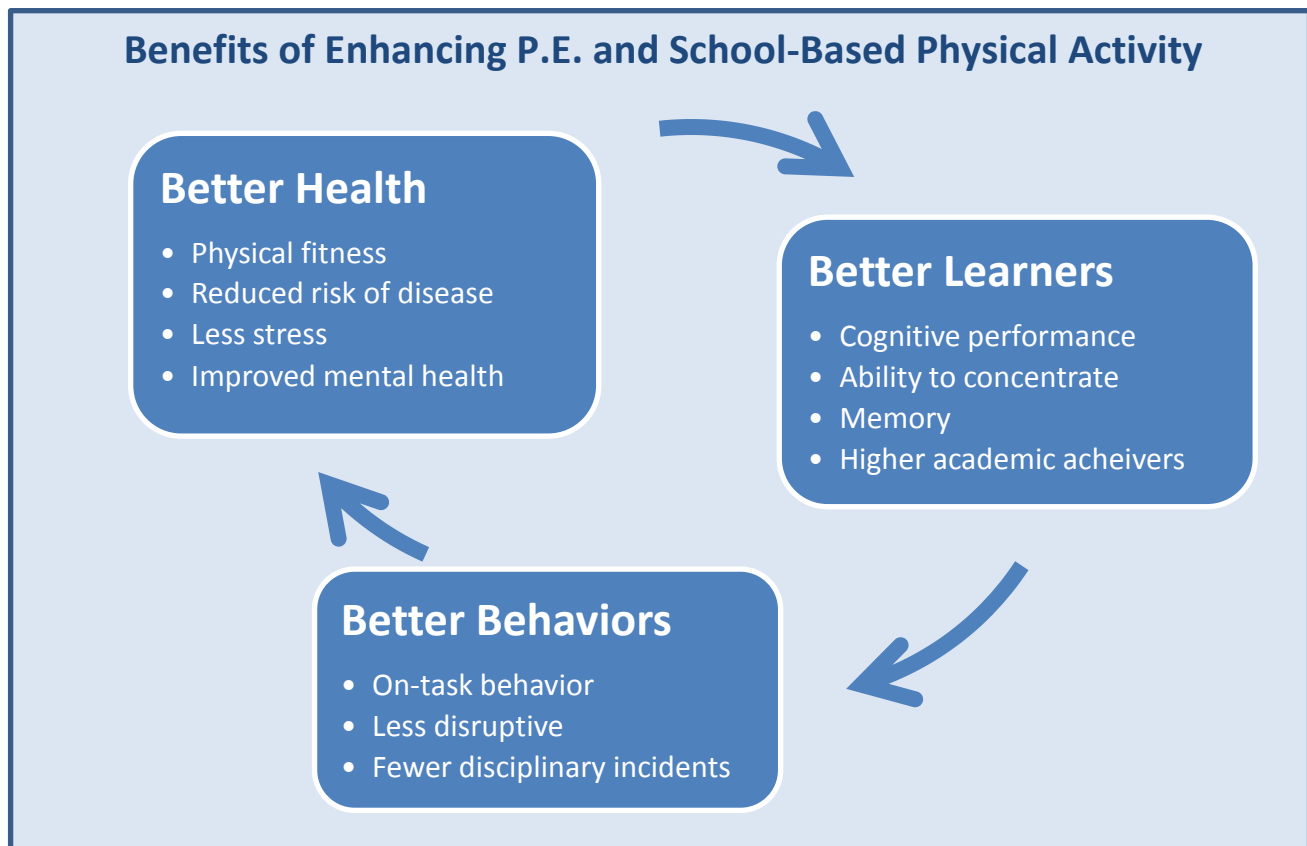 Benefits of Enhancing P.E. and School-Based Physical Activity
Better Health
• Physical fitness
• Reduced risk of disease
• Less stress
• Improved mental health
Better Learners
• Cognitive performance
• Ability to concentrate
• Memory
• Higher academic acheivers
Better Behaviors
• On-task behavior
• Less disruptive
• Fewer disciplinary incidents